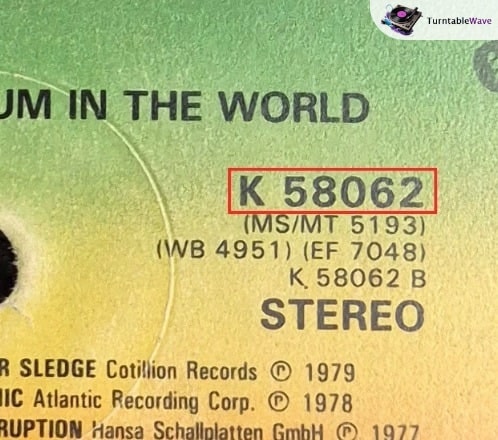 TurntableWave
UM IN THE WORLD
K 58062
(MS/MT 5193)
(WB 4951) (EF 7048)
K 58062 B
STEREO
R SLEDGE Cotillion Records ℗ 1979
IC Atlantic Recording Corp. ℗ 1978
RUPTION Hansa Schallplatten GmbH ℗ 1977